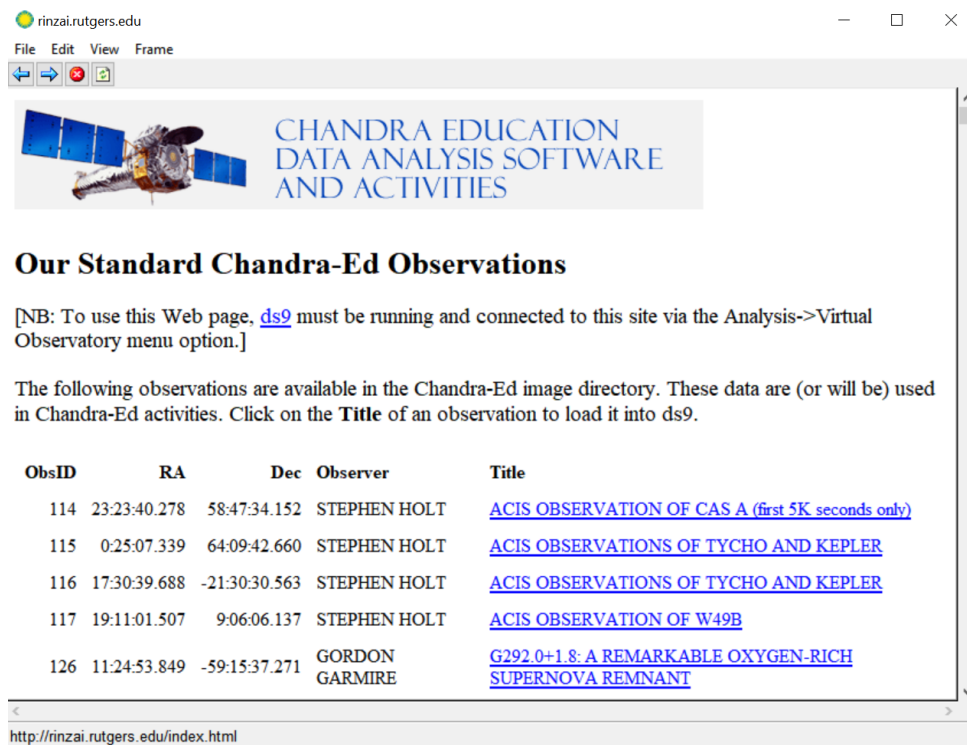 rinzai.rutgers.edu
File Edit View Frame
CHANDRA EDUCATION
DATA ANALYSIS SOFTWARE
AND ACTIVITIES
Our Standard Chandra-Ed Observations
[NB: To use this Web page, ds9 must be running and connected to this site via the Analysis->Virtual
Observatory menu option.]
The following observations are available in the Chandra-Ed image directory. These data are (or will be) used
in Chandra-Ed activities. Click on the Title of an observation to load it into ds9.
ObsID RA Dec Observer Title
114 23:23:40.278 58:47:34.152 STEPHEN HOLT ACIS OBSERVATION OF CAS A (first 5K seconds only)
115 0:25:07.339 64:09:42.660 STEPHEN HOLT ACIS OBSERVATIONS OF TYCHO AND KEPLER
116 17:30:39.688 -21:30:30.563 STEPHEN HOLT ACIS OBSERVATIONS OF TYCHO AND KEPLER
117 19:11:01.507 9:06:06.137 STEPHEN HOLT ACIS OBSERVATION OF W49B
126 11:24:53.849 -59:15:37.271 GORDON GARMIRE G292.0+1.8: A REMARKABLE OXYGEN-RICH
SUPERNOVA REMNANT
http://rinzai.rutgers.edu/index.html